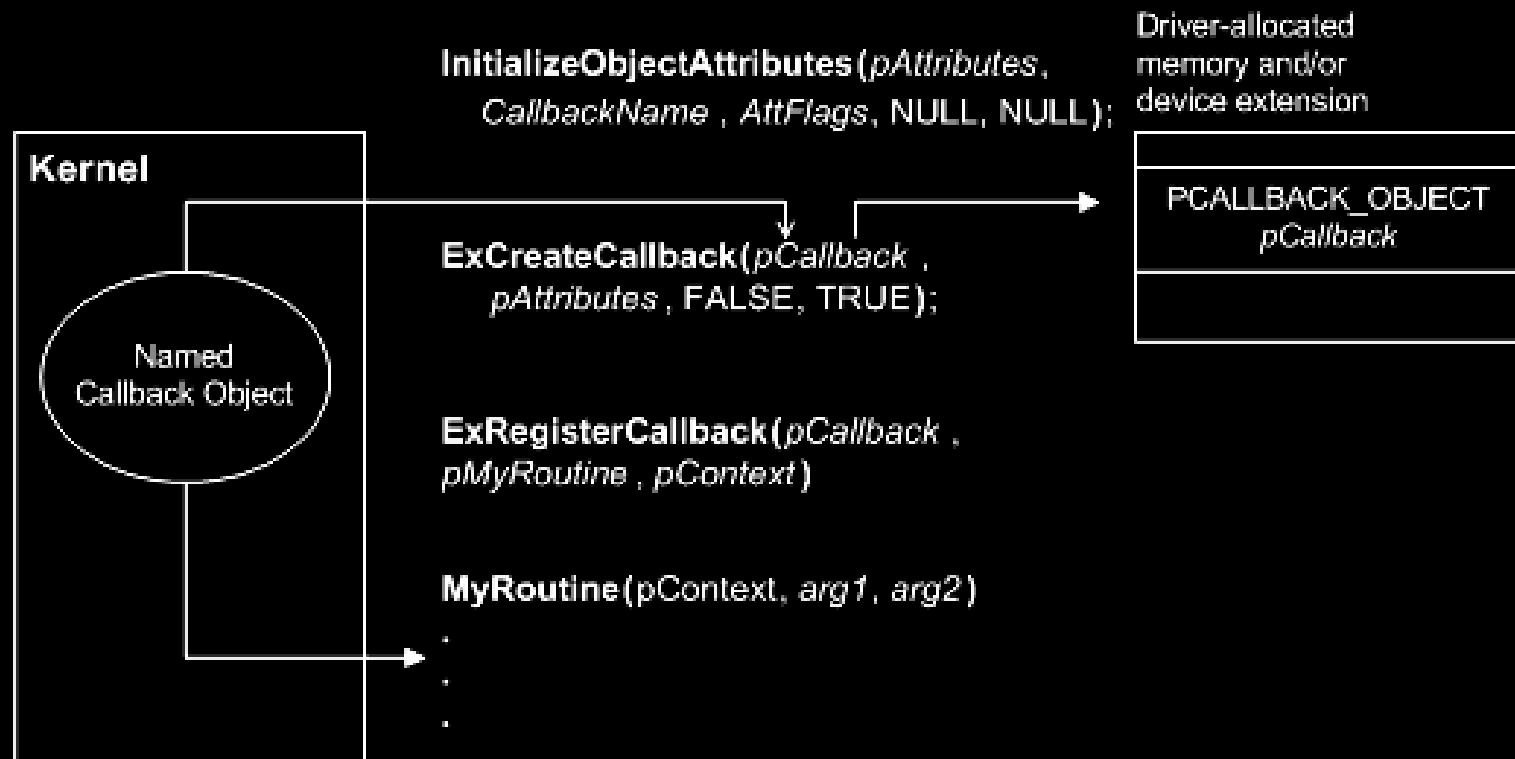 Driver-allocated
memory and/or
device extension
InitializeObjectAttributes(pAttributes,
CallbackName , AttFlags, NULL, NULL);
Kernel
PCALLBACK_OBJECT
pCallback
ExCreateCallback(pCallback ,
pAttributes , FALSE, TRUE);
Named
Callback Object
ExRegisterCallback(pCallback ,
pMyRoutine , pContext)
MyRoutine(pContext, arg1, arg2)
.
.
.